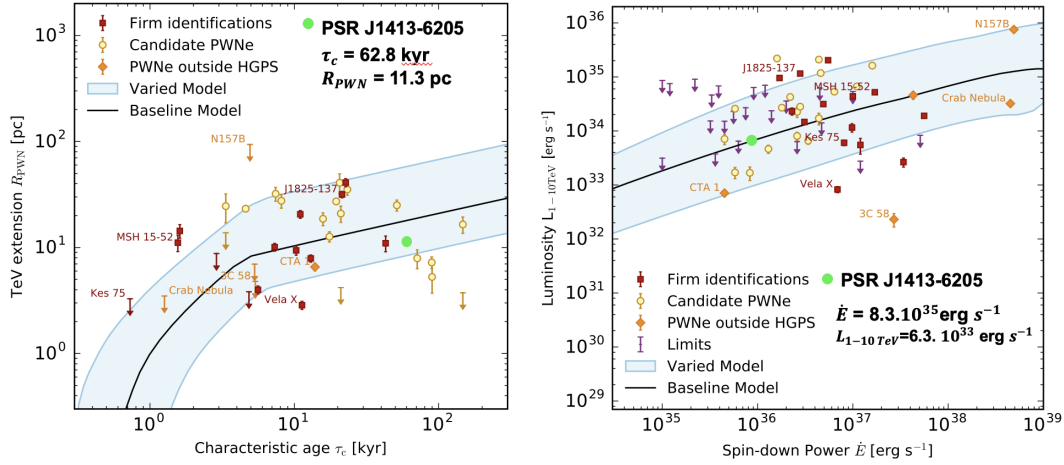 10³
10²
10¹
10⁰
TeV extension R_PWN [pc]
Firm identifications
Candidate PWNe
PWNe outside HGPS
Varied Model
Baseline Model
PSR J1413-6205
τ_c = 62.8 kyr
R_PWN = 11.3 pc
N157B
J1825-137
MSH 15-52
CTA 1
3C 58
Crab Nebula
Kes 75
Vela X
10⁰
10¹
10²
Characteristic age τ_c [kyr]
10³⁶
10³⁵
10³⁴
10³³
10³²
10³¹
10³⁰
10²⁹
Luminosity L₁₋₁₀TeV [erg s⁻¹]
N157B
J1825-137
MSH 15-52
Crab Nebula
Kes 75
CTA 1
Vela X
3C 58
Firm identifications
Candidate PWNe
PWNe outside HGPS
Limits
Varied Model
Baseline Model
PSR J1413-6205
Ė = 8.3.10³⁵erg s⁻¹
L₁₋₁₀ TeV=6.3. 10³³ erg s⁻¹
10³⁵
10³⁶
10³⁷
10³⁸
10³⁹
Spin-down Power Ė [erg s⁻¹]